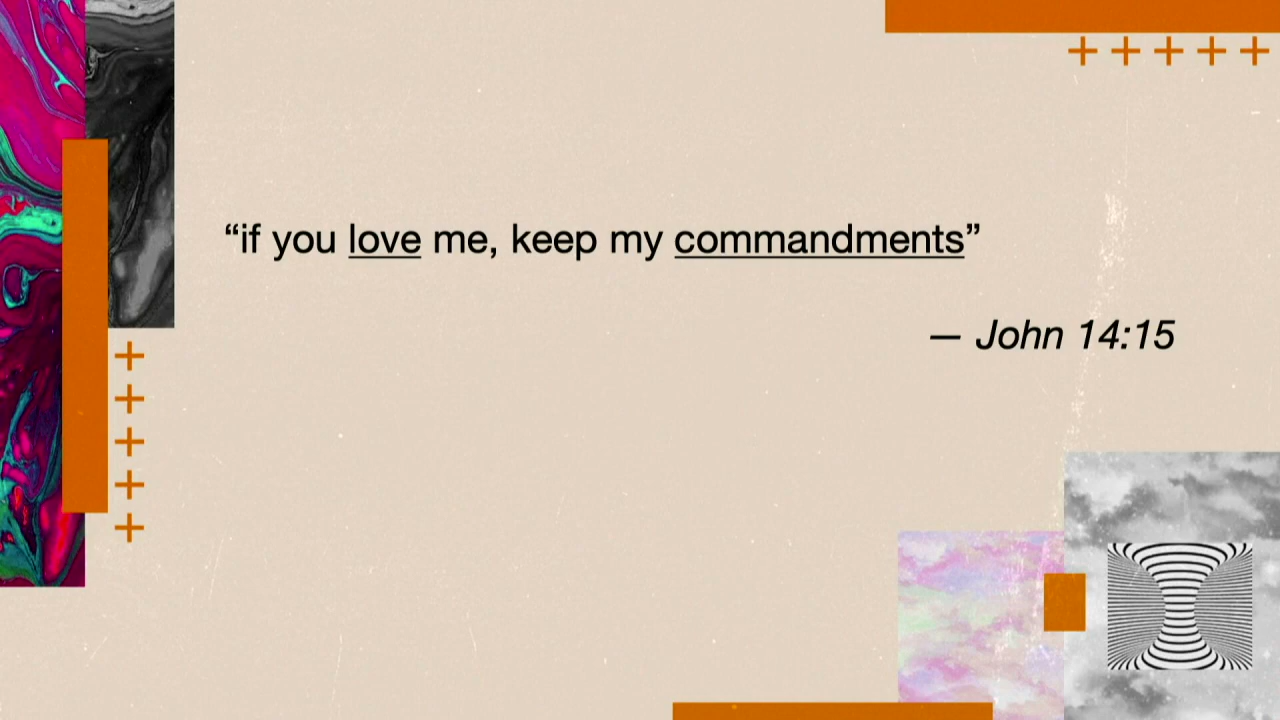 “if you love me, keep my commandments”
— John 14:15